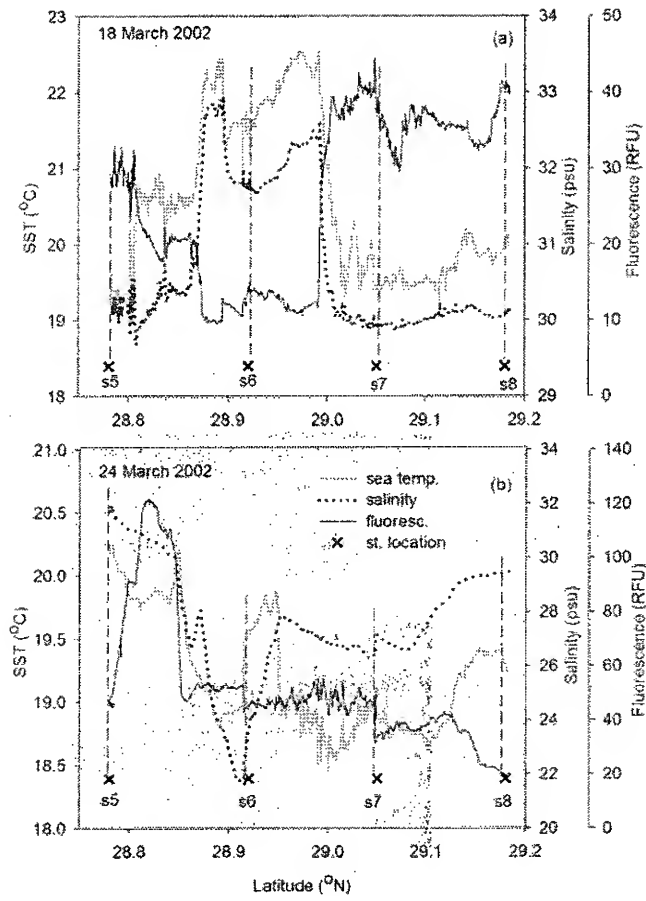 18 March 2002
(a)
SST (°C)
23
22
21
20
19
18
34
33
32
31
30
29
Salinity (psu)
50
40
30
20
10
0
Fluorescence (RFU)
s5
s6
s7
s8
28.8
28.9
29.0
29.1
29.2
24 March 2002
(b)
sea temp.
salinity
fluoresc.
st. location
SST (°C)
21.0
20.5
20.0
19.5
19.0
18.5
18.0
34
32
30
28
26
24
22
20
Salinity (psu)
140
120
100
80
60
40
20
0
Fluorescence (RFU)
s5
s6
s7
s8
28.8
28.9
29.0
29.1
29.2
Latitude (°N)